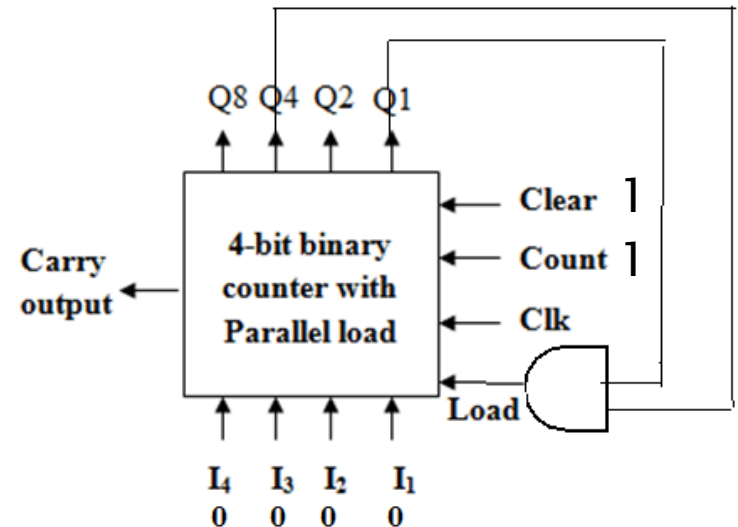 Q8 Q4 Q2 Q1
Clear 1
Count 1
Clk
Load
4-bit binary
counter with
Parallel load
Carry
output
I4 I3 I2 I1
0 0 0 0